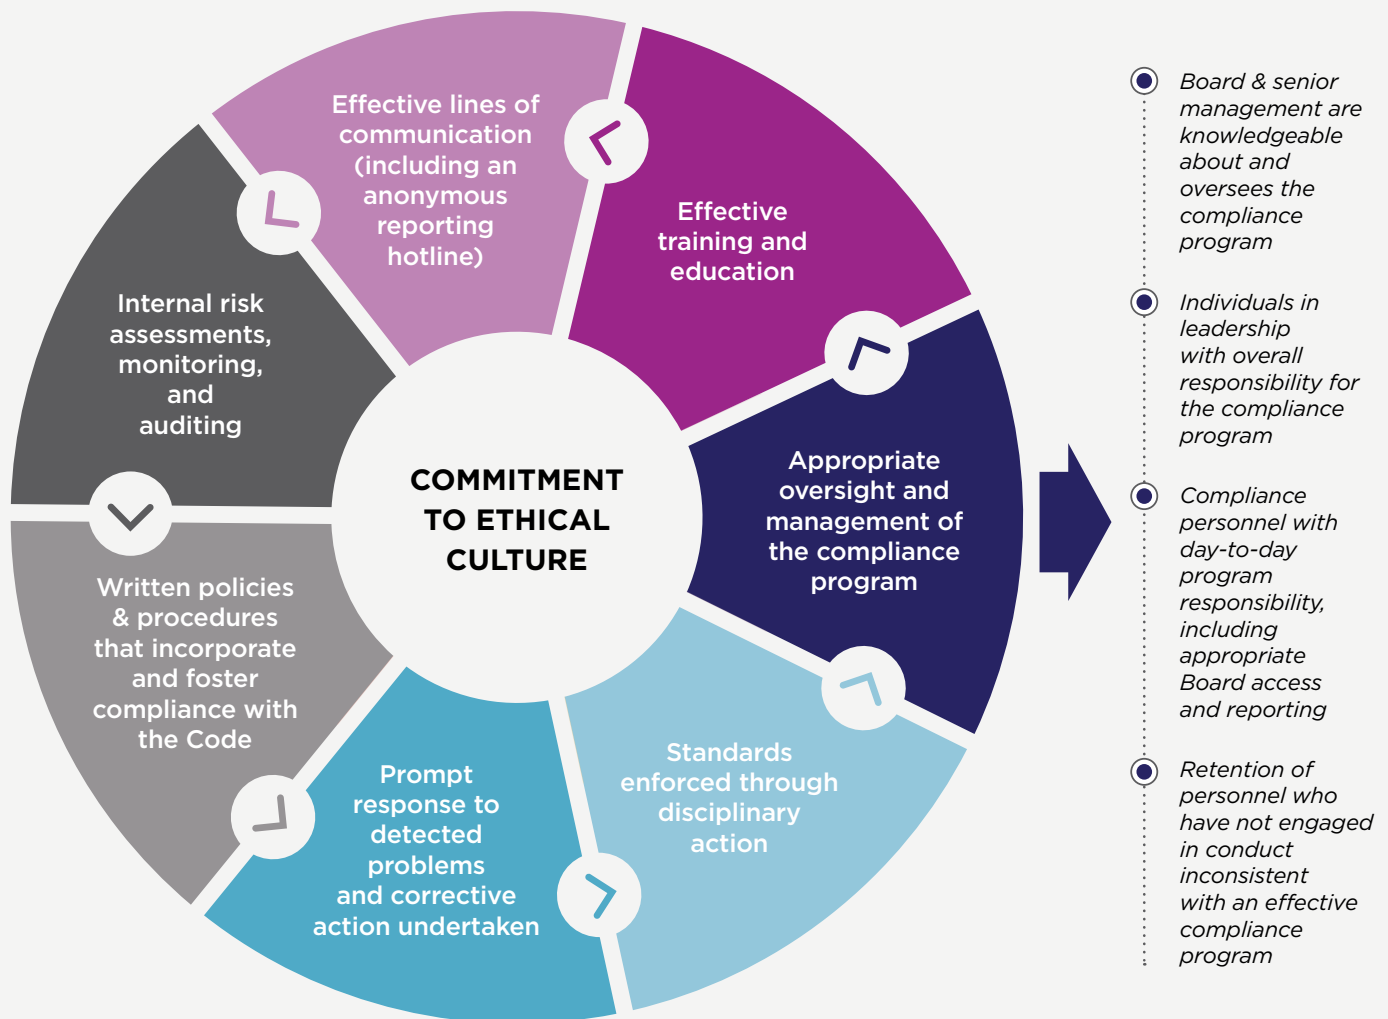 Effective lines of
communication
(including an
anonymous
reporting
hotline)
Effective
training and
education
Internal risk
assessments,
monitoring,
and
auditing
COMMITMENT
TO ETHICAL
CULTURE
Appropriate
oversight and
management of
the compliance
program
Written policies
& procedures
that incorporate
and foster
compliance with
the Code
Prompt
response to
detected
problems
and corrective
action undertaken
Standards
enforced through
disciplinary
action
Board & senior
management are
knowledgeable
about and
oversees the
compliance
program
Individuals in
leadership
with overall
responsibility for
the compliance
program
Compliance
personnel with
day-to-day
program
responsibility,
including
appropriate
Board access
and reporting
Retention of
personnel who
have not engaged
in conduct
inconsistent
with an effective
compliance
program